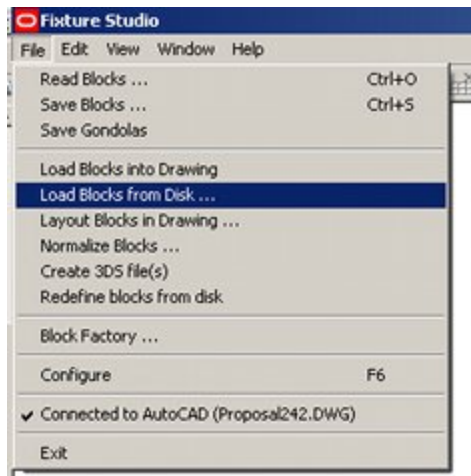 Fixture Studio
File Edit View Window Help
Read Blocks ... Ctrl+O
Save Blocks ... Ctrl+S
Save Gondolas
Load Blocks into Drawing
Load Blocks from Disk ...
Layout Blocks in Drawing ...
Normalize Blocks ...
Create 3DS file(s)
Redefine blocks from disk
Block Factory ...
Configure F6
Connected to AutoCAD (Proposal242.DWG)
Exit